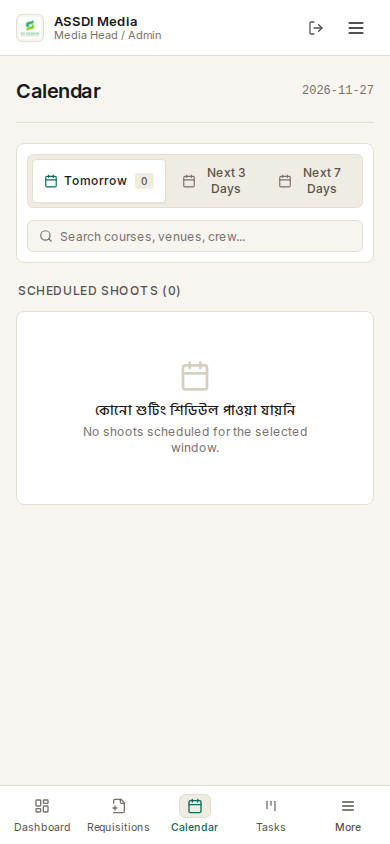 ASSDI Media
Media Head / Admin
Calendar
2026-11-27
Tomorrow 0
Next 3 Days
Next 7 Days
Search courses, venues, crew...
SCHEDULED SHOOTS (0)
কোনো শুটিং শিডিউল পাওয়া যায়নি
No shoots scheduled for the selected
window.
Dashboard
Requisitions
Calendar
Tasks
More